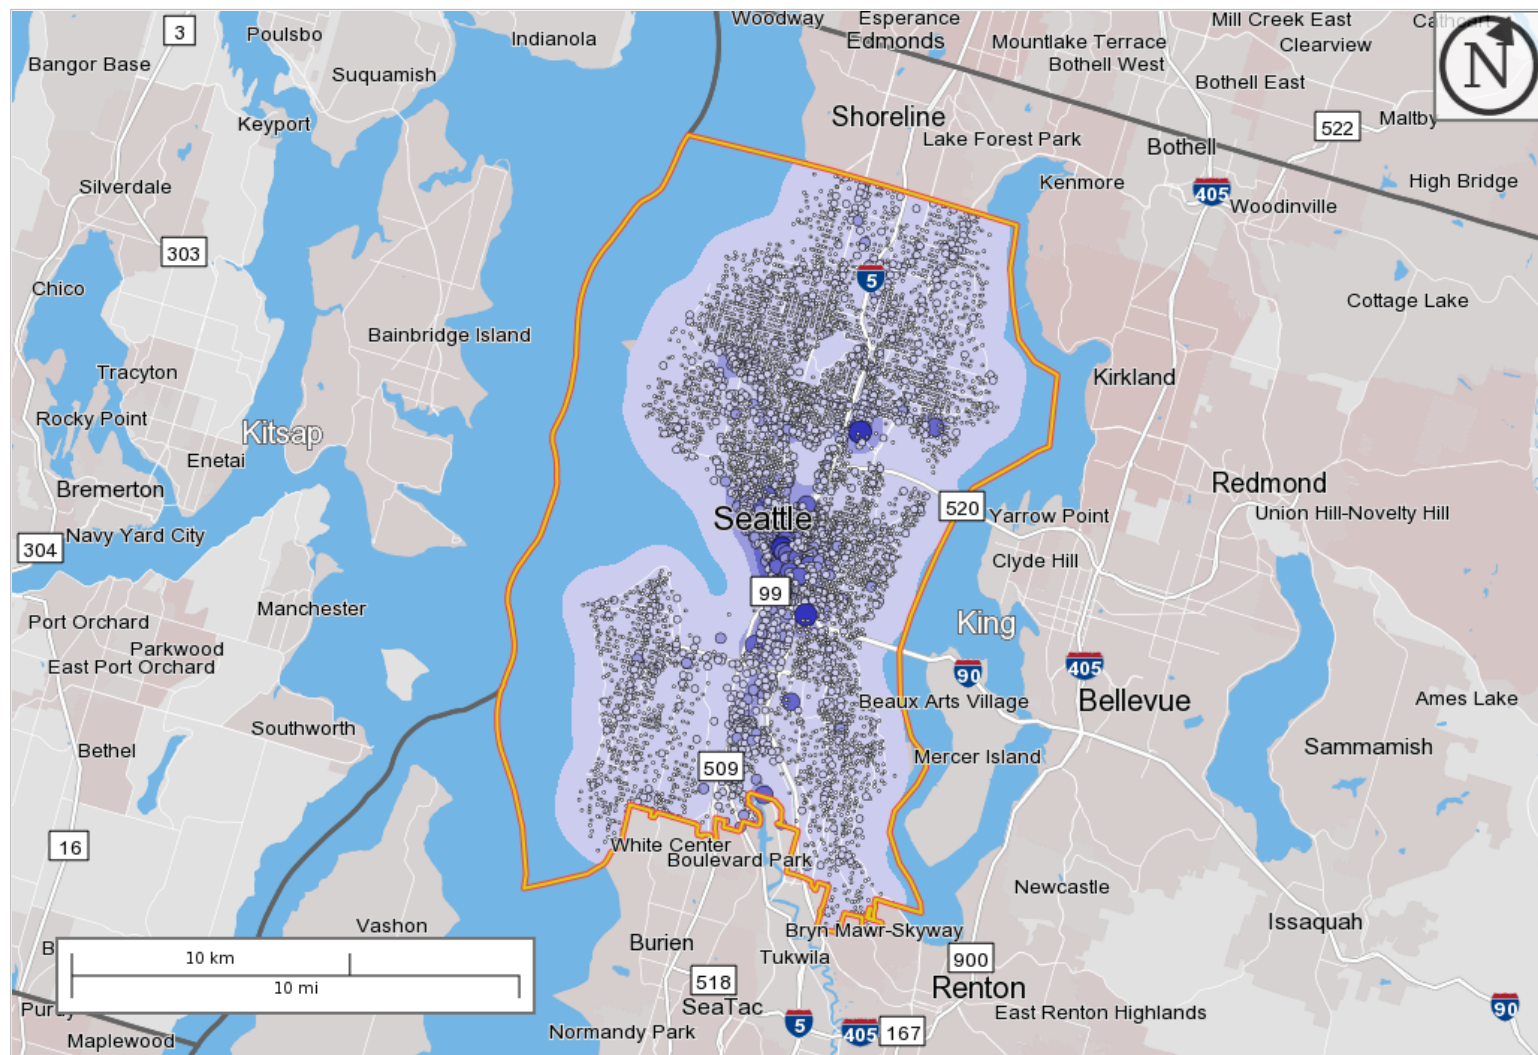 Woodway
Esperance
Mill Creek East
Cathcart
3
Poulsbo
Indianola
Edmonds
Mountlake Terrace
Clearview
N
Bangor Base
Suquamish
Bothell West
Bothell East
Keyport
Shoreline
522
Maltby
Lake Forest Park
Bothell
Silverdale
Kenmore
405
High Bridge
Woodinville
303
5
Chico
Cottage Lake
Bainbridge Island
Tracyton
Kirkland
Rocky Point
Kitsap
Enetai
Bremerton
Redmond
Seattle
520
Yarrow Point
Union Hill-Novelty Hill
Navy Yard City
304
Clyde Hill
99
Manchester
Port Orchard
King
Parkwood
East Port Orchard
405
90
Beaux Arts Village
Bellevue
Ames Lake
Southworth
Bethel
Mercer Island
Sammamish
509
16
White Center
Boulevard Park
Newcastle
Vashon
Issaquah
Bryn Mawr-Skyway
B
Burien
10 km
Tukwila
900
10 mi
518
Renton
Purdy
SeaTac
East Renton Highlands
90
Normandy Park
5
405
167
Maplewood